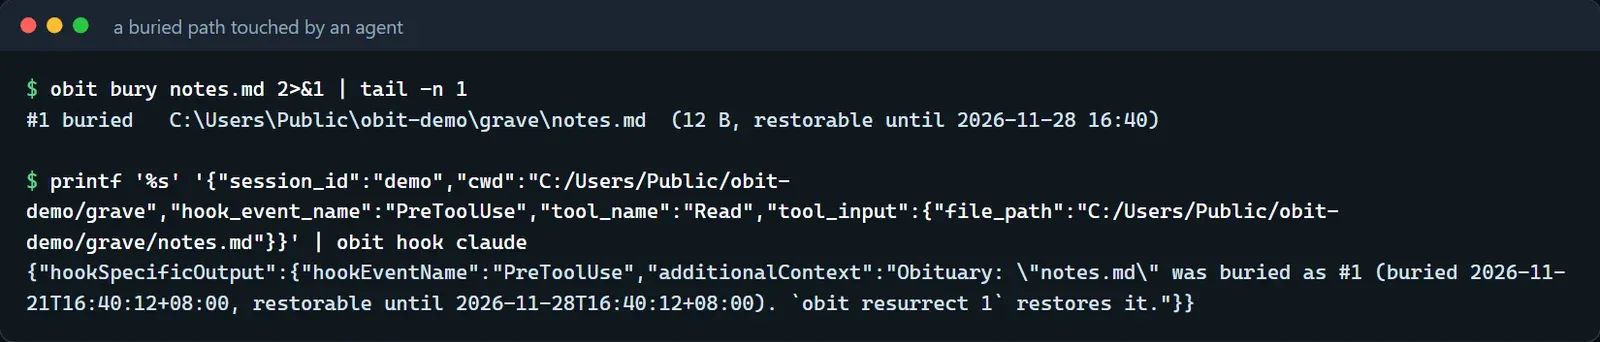 a buried path touched by an agent
$ obit bury notes.md 2>&1 | tail -n 1
#1 buried   C:\Users\Public\obit-demo\grave\notes.md  (12 B, restorable until 2026-11-28 16:40)
$ printf '%s' '{"session_id":"demo","cwd":"C:/Users/Public/obit-
demo/grave","hook_event_name":"PreToolUse","tool_name":"Read","tool_input":{"file_path":"C:/Users/Public/obit-
demo/grave/notes.md"}}' | obit hook claude
{"hookSpecificOutput":{"hookEventName":"PreToolUse","additionalContext":"Obituary: \"notes.md\" was buried as #1 (buried 2026-11-
21T16:40:12+08:00, restorable until 2026-11-28T16:40:12+08:00). `obit resurrect 1` restores it."}}